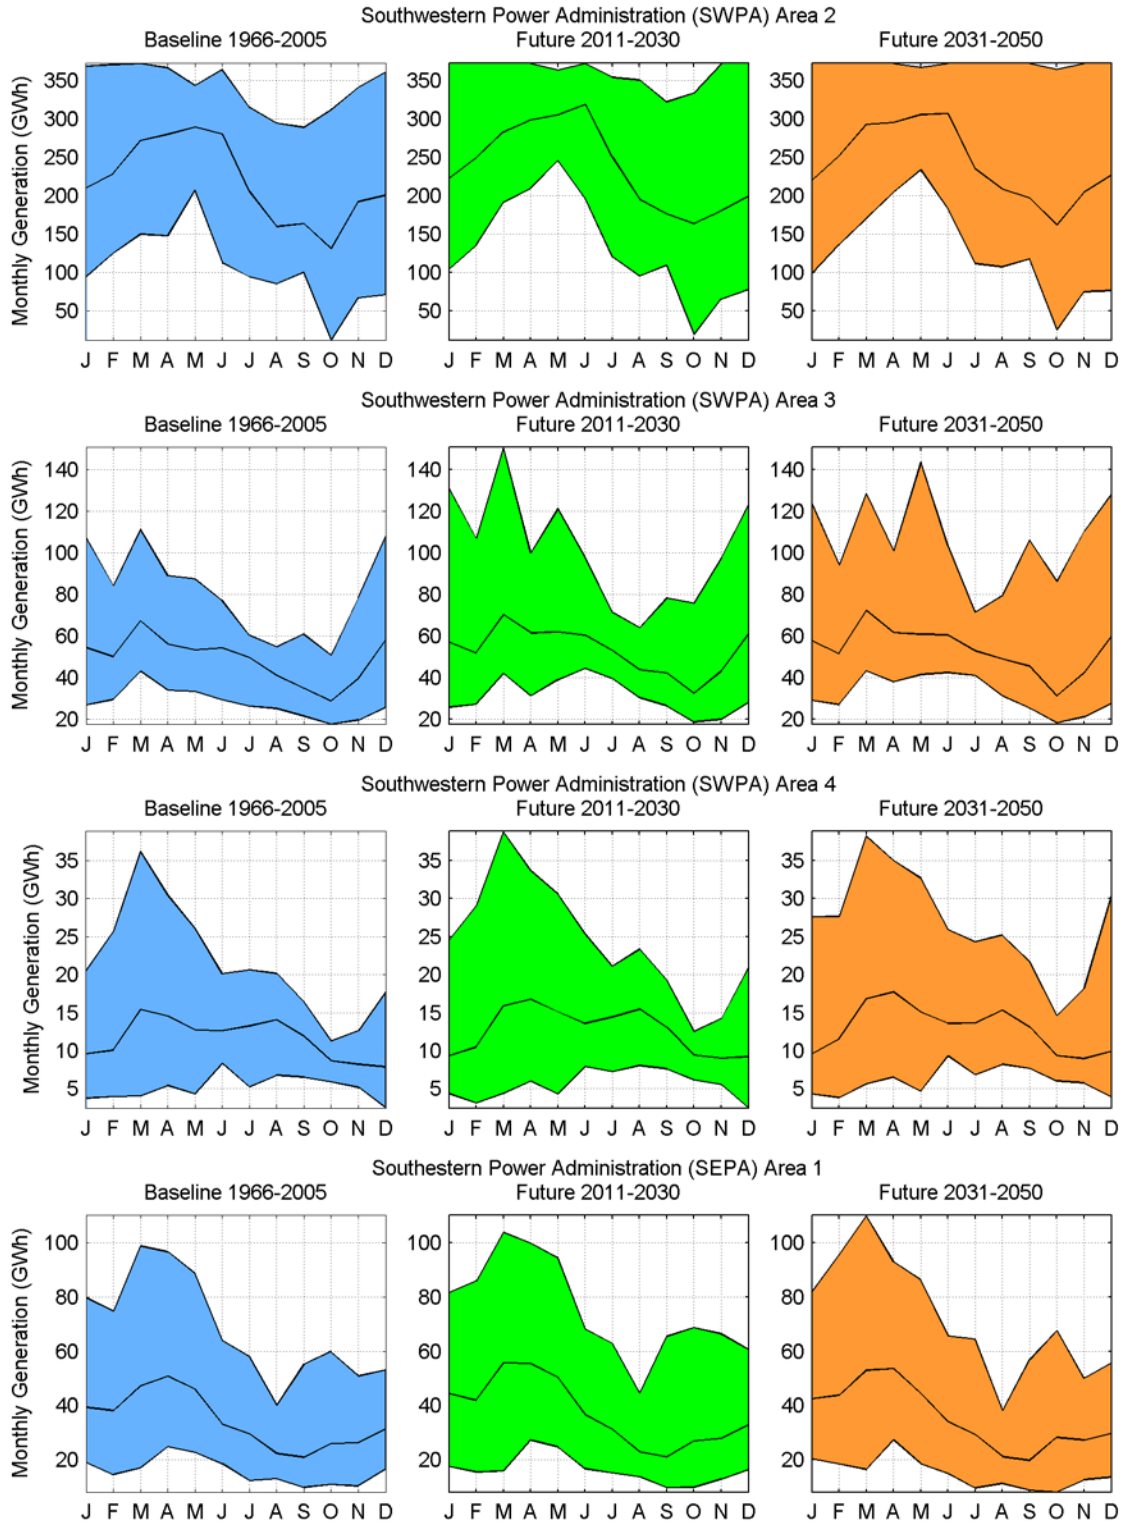 Southwestern Power Administration (SWPA) Area 2
Baseline 1966-2005 Future 2011-2030 Future 2031-2050
Monthly Generation (GWh)
350
300
250
200
150
100
50
J F M A M J J A S O N D J F M A M J J A S O N D J F M A M J J A S O N D
Southwestern Power Administration (SWPA) Area 3
Baseline 1966-2005 Future 2011-2030 Future 2031-2050
Monthly Generation (GWh)
140
120
100
80
60
40
20
J F M A M J J A S O N D J F M A M J J A S O N D J F M A M J J A S O N D
Southwestern Power Administration (SWPA) Area 4
Baseline 1966-2005 Future 2011-2030 Future 2031-2050
Monthly Generation (GWh)
35
30
25
20
15
10
5
J F M A M J J A S O N D J F M A M J J A S O N D J F M A M J J A S O N D
Southestern Power Administration (SEPA) Area 1
Baseline 1966-2005 Future 2011-2030 Future 2031-2050
Monthly Generation (GWh)
100
80
60
40
20
J F M A M J J A S O N D J F M A M J J A S O N D J F M A M J J A S O N D